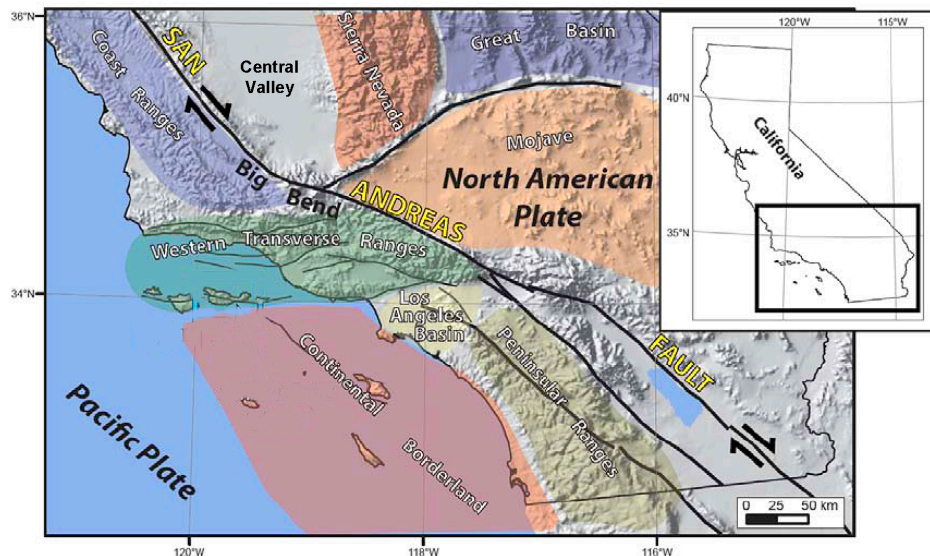 36°N
34°N
120°W
118°W
116°W
Coast
Ranges
SAN
Central
Valley
Sierra Nevada
Great Basin
Mojave
North American
Plate
Big
Bend
ANDREAS
FAULT
Western Transverse Ranges
Los
Angeles
Basin
Peninsular
Ranges
Continental
Borderland
Pacific Plate
0 25 50 km
120°W
115°W
40°N
35°N
California